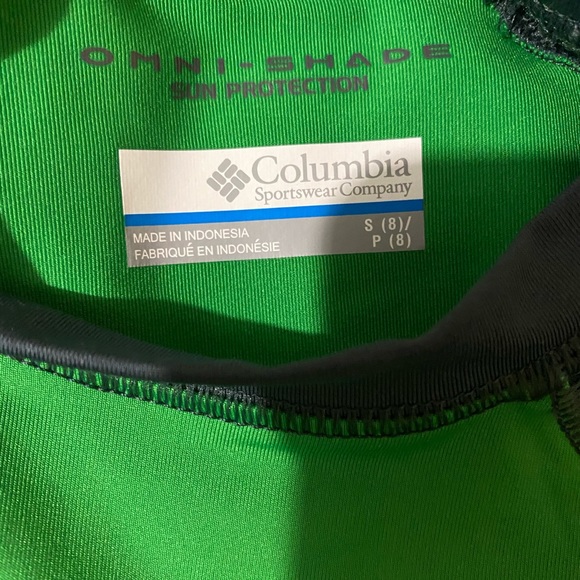 OMNI-SHADE
SUN PROTECTION
Columbia
Sportswear Company
MADE IN INDONESIA
FABRIQUÉ EN INDONÉSIE
S (8)/
P (8)